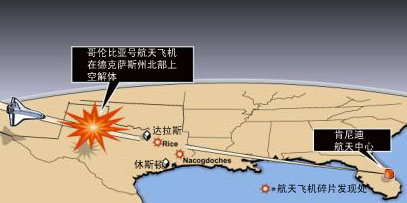 哥伦比亚号航天飞机
在德克萨斯州北部上
空解体
达拉斯
Rice
休斯顿
Nacogdoches
肯尼迪
航天中心
=航天飞机碎片发现处